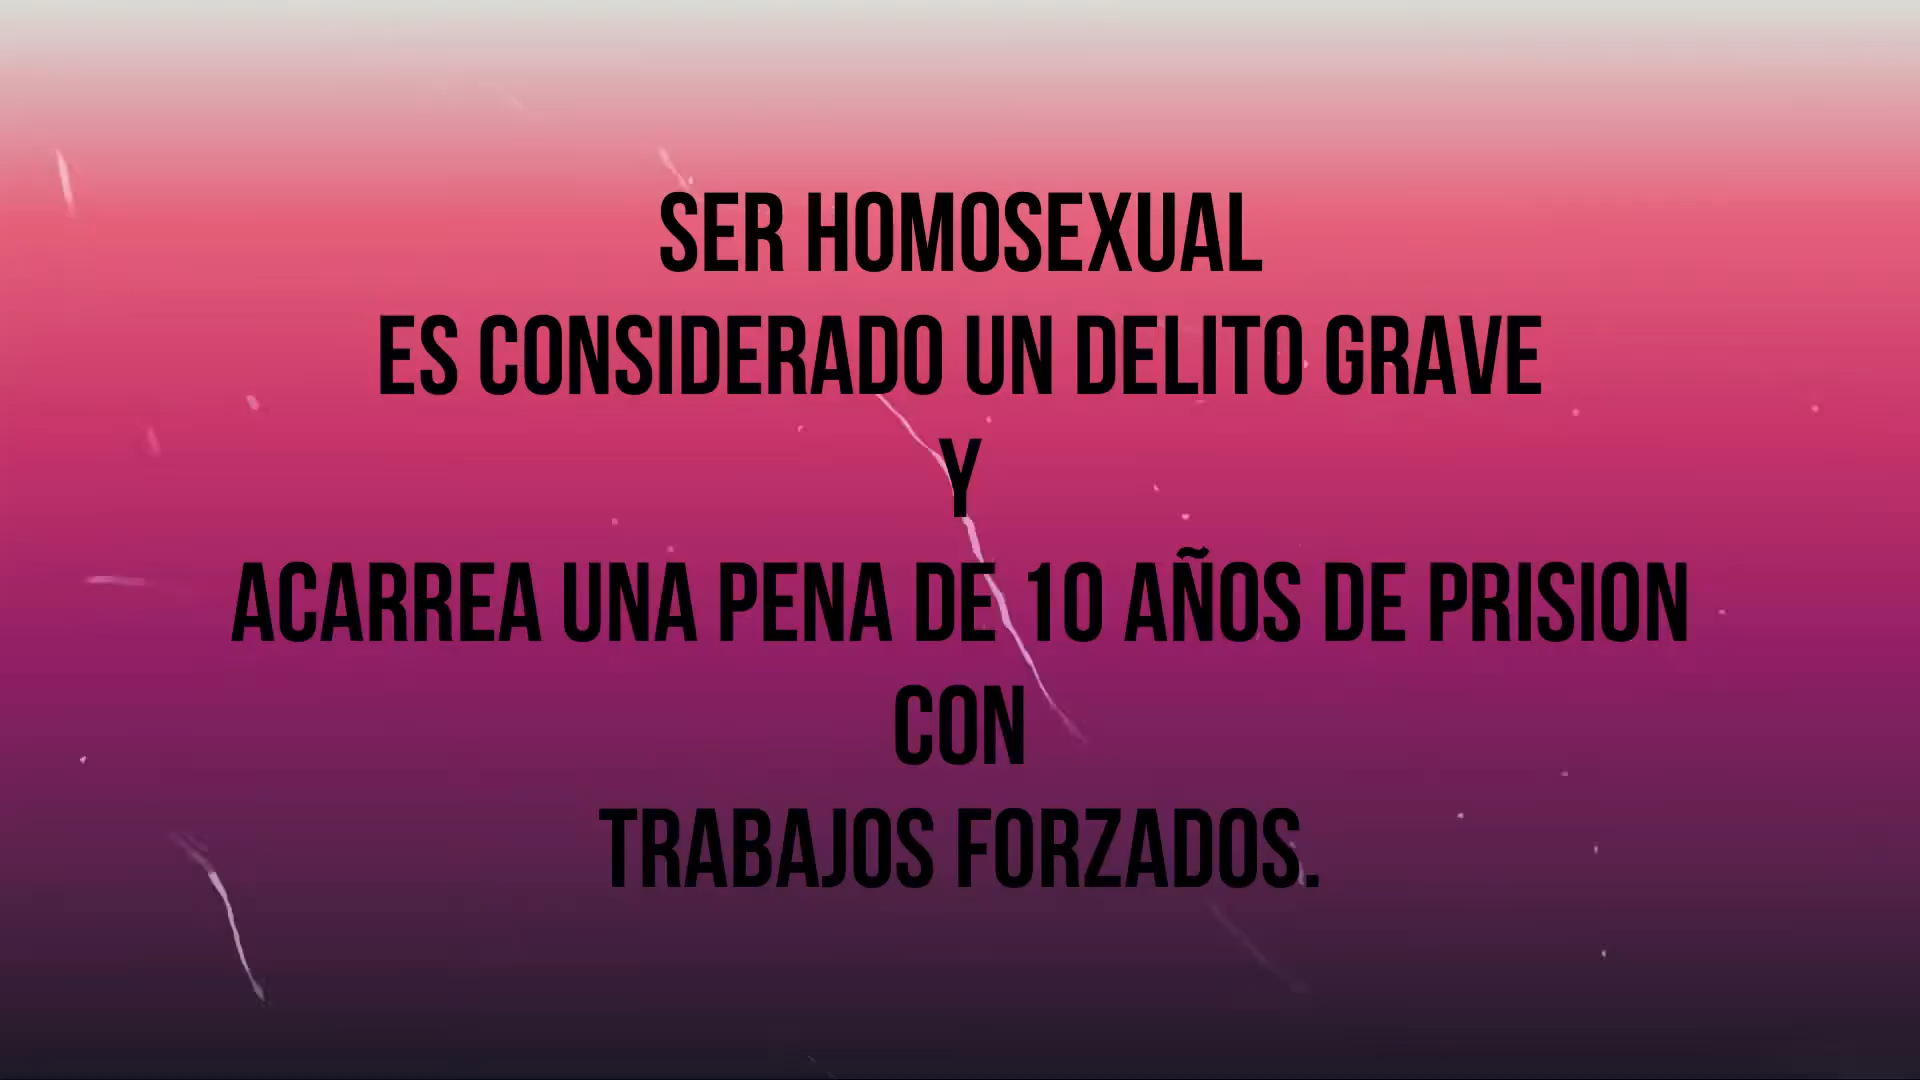 SER HOMOSEXUAL
ES CONSIDERADO UN DELITO GRAVE
Y
ACARREA UNA PENA DE 10 AÑOS DE PRISION
CON
TRABAJOS FORZADOS.